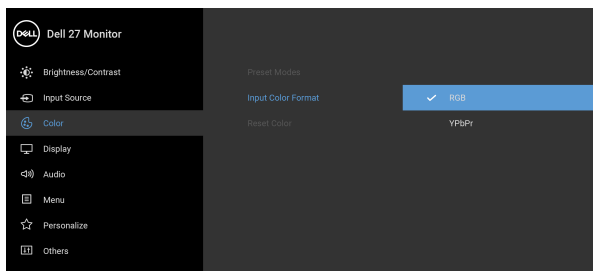 DELL Dell 27 Monitor
Brightness/Contrast
Preset Modes
Input Source
Input Color Format
RGB
Color
Reset Color
YPbPr
Display
Audio
Menu
Personalize
Others